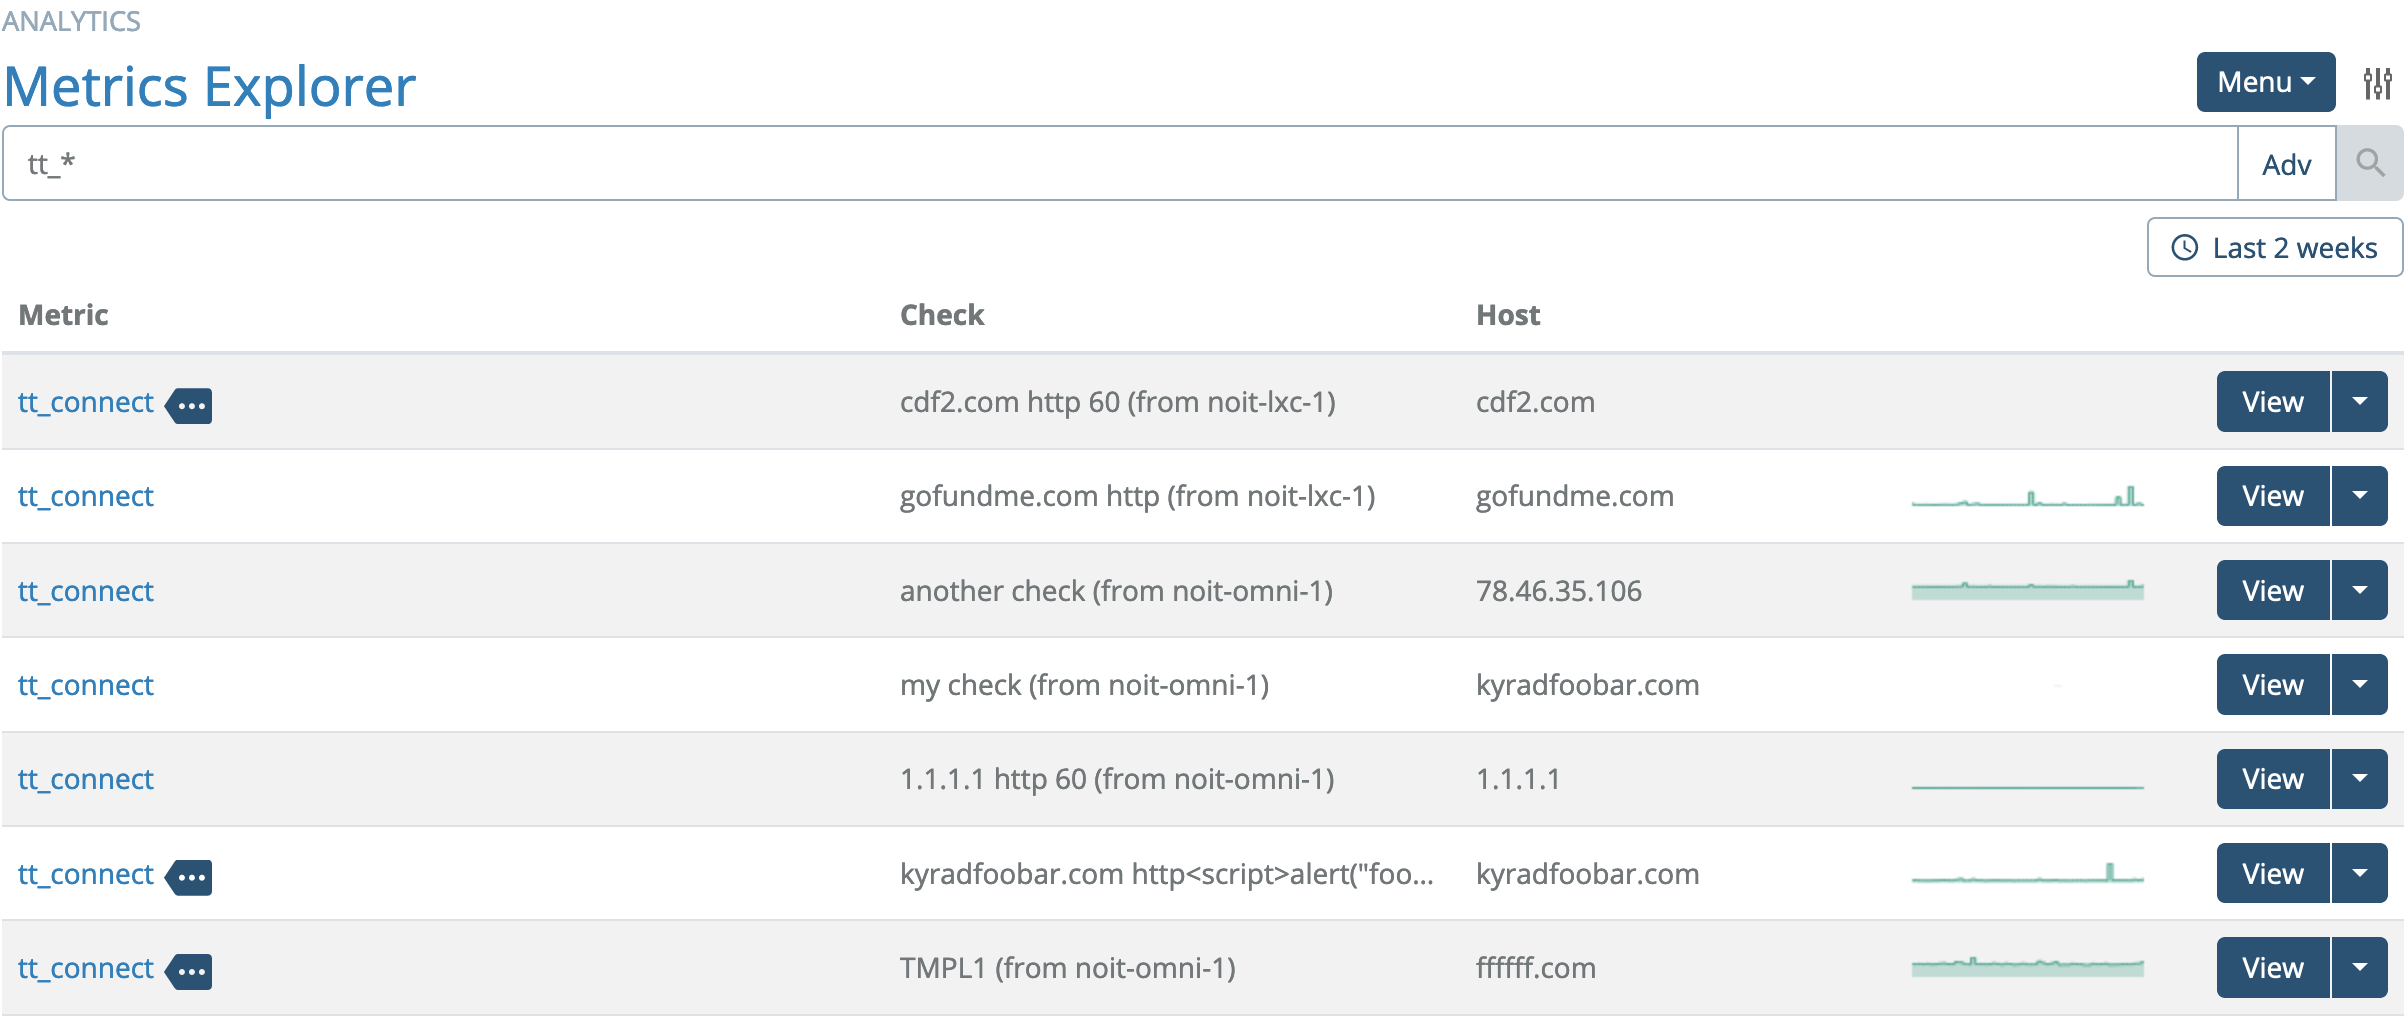 ANALYTICS
Metrics Explorer
Menu
tt_*
Adv
Last 2 weeks
Metric Check Host
tt_connect cdf2.com http 60 (from noit-lxc-1) cdf2.com View
tt_connect gofundme.com http (from noit-lxc-1) gofundme.com View
tt_connect another check (from noit-omni-1) 78.46.35.106 View
tt_connect my check (from noit-omni-1) kyradfoobar.com View
tt_connect 1.1.1.1 http 60 (from noit-omni-1) 1.1.1.1 View
tt_connect kyradfoobar.com http<script>alert("foo... kyradfoobar.com View
tt_connect TMPL1 (from noit-omni-1) ffffff.com View